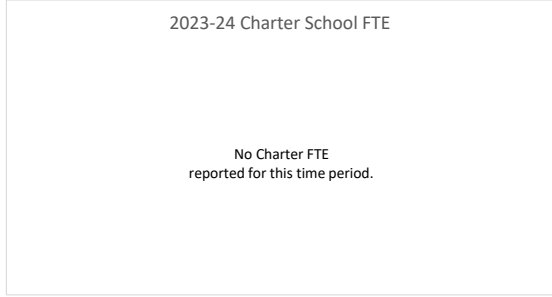 2023-24 Charter School FTE
No Charter FTE
reported for this time period.